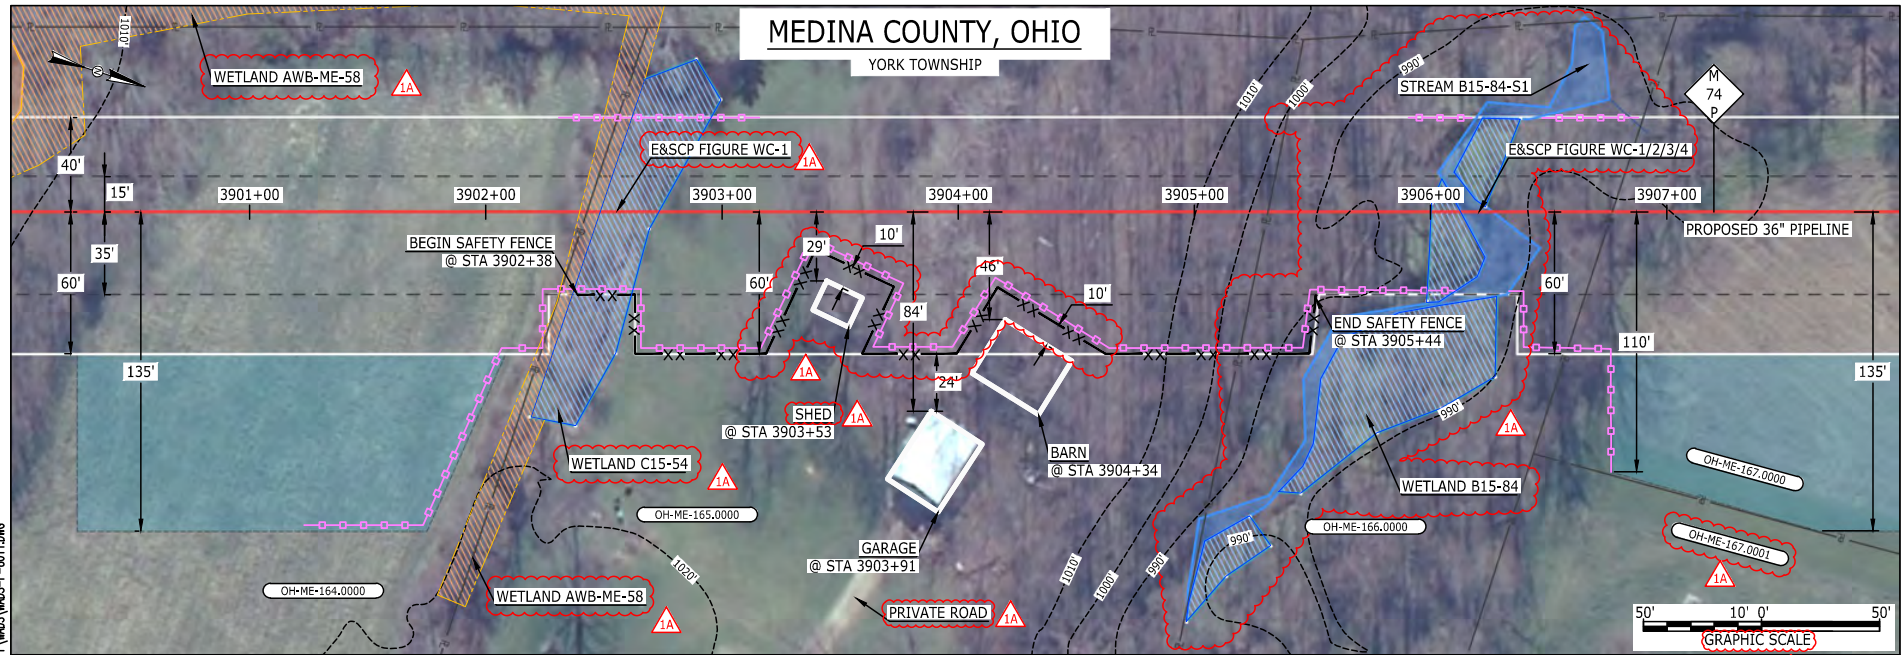 MEDINA COUNTY, OHIO
YORK TOWNSHIP
1010'
N
WETLAND AWB-ME-58
1A
STREAM B15-84-S1
990'
1010'
1000'
M
74
P
E&SCP FIGURE WC-1
1A
E&SCP FIGURE WC-1/2/3/4
40'
15'
3901+00
3902+00
3903+00
3904+00
3905+00
3906+00
3907+00
PROPOSED 36" PIPELINE
BEGIN SAFETY FENCE
@ STA 3902+38
35'
60'
60'
29'
10'
84'
46'
10'
60'
110'
135'
135'
END SAFETY FENCE
@ STA 3905+44
1A
24'
SHED
@ STA 3903+53
1A
990'
1A
BARN
@ STA 3904+34
WETLAND C15-54
1A
WETLAND B15-84
OH-ME-167.0000
OH-ME-165.0000
OH-ME-166.0000
990'
OH-ME-167.0001
1A
GARAGE
@ STA 3903+91
1020'
1010'
1000'
990'
OH-ME-164.0000
WETLAND AWB-ME-58
1A
PRIVATE ROAD
1A
50'
10'
0'
50'
GRAPHIC SCALE